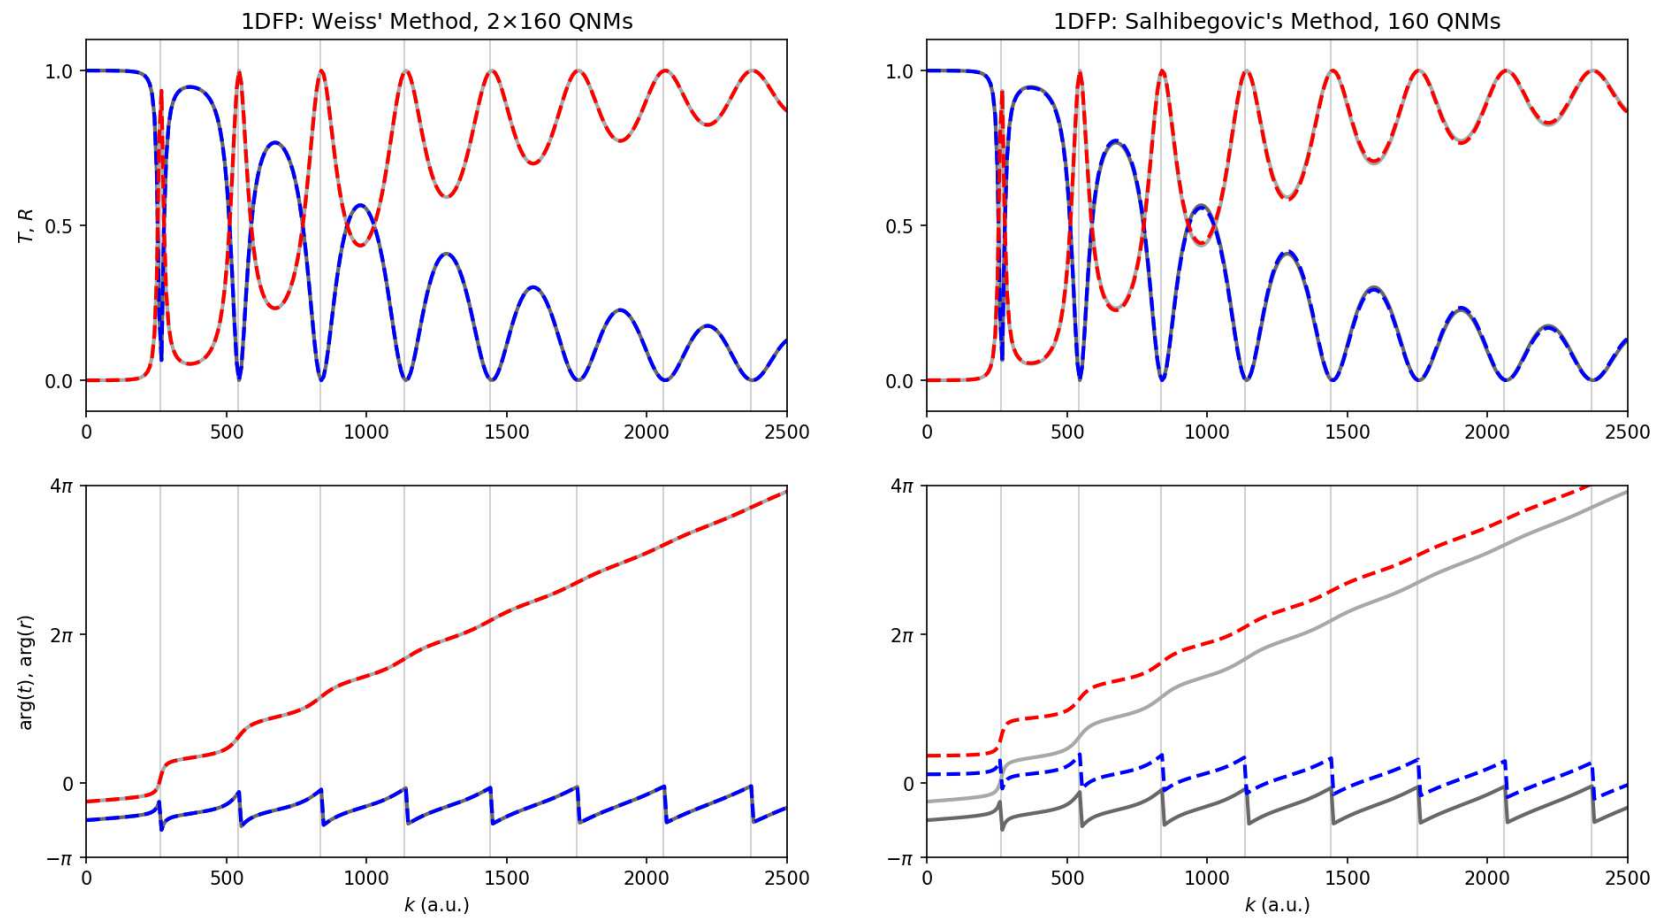 1DFP: Weiss' Method, 2×160 QNMs
1DFP: Salhibegovic's Method, 160 QNMs
T, R
1.0
0.5
0.0
0 500 1000 1500 2000 2500
1.0
0.5
0.0
0 500 1000 1500 2000 2500
arg(t), arg(r)
4π
2π
0
−π
0 500 1000 1500 2000 2500
k (a.u.)
4π
2π
0
−π
0 500 1000 1500 2000 2500
k (a.u.)